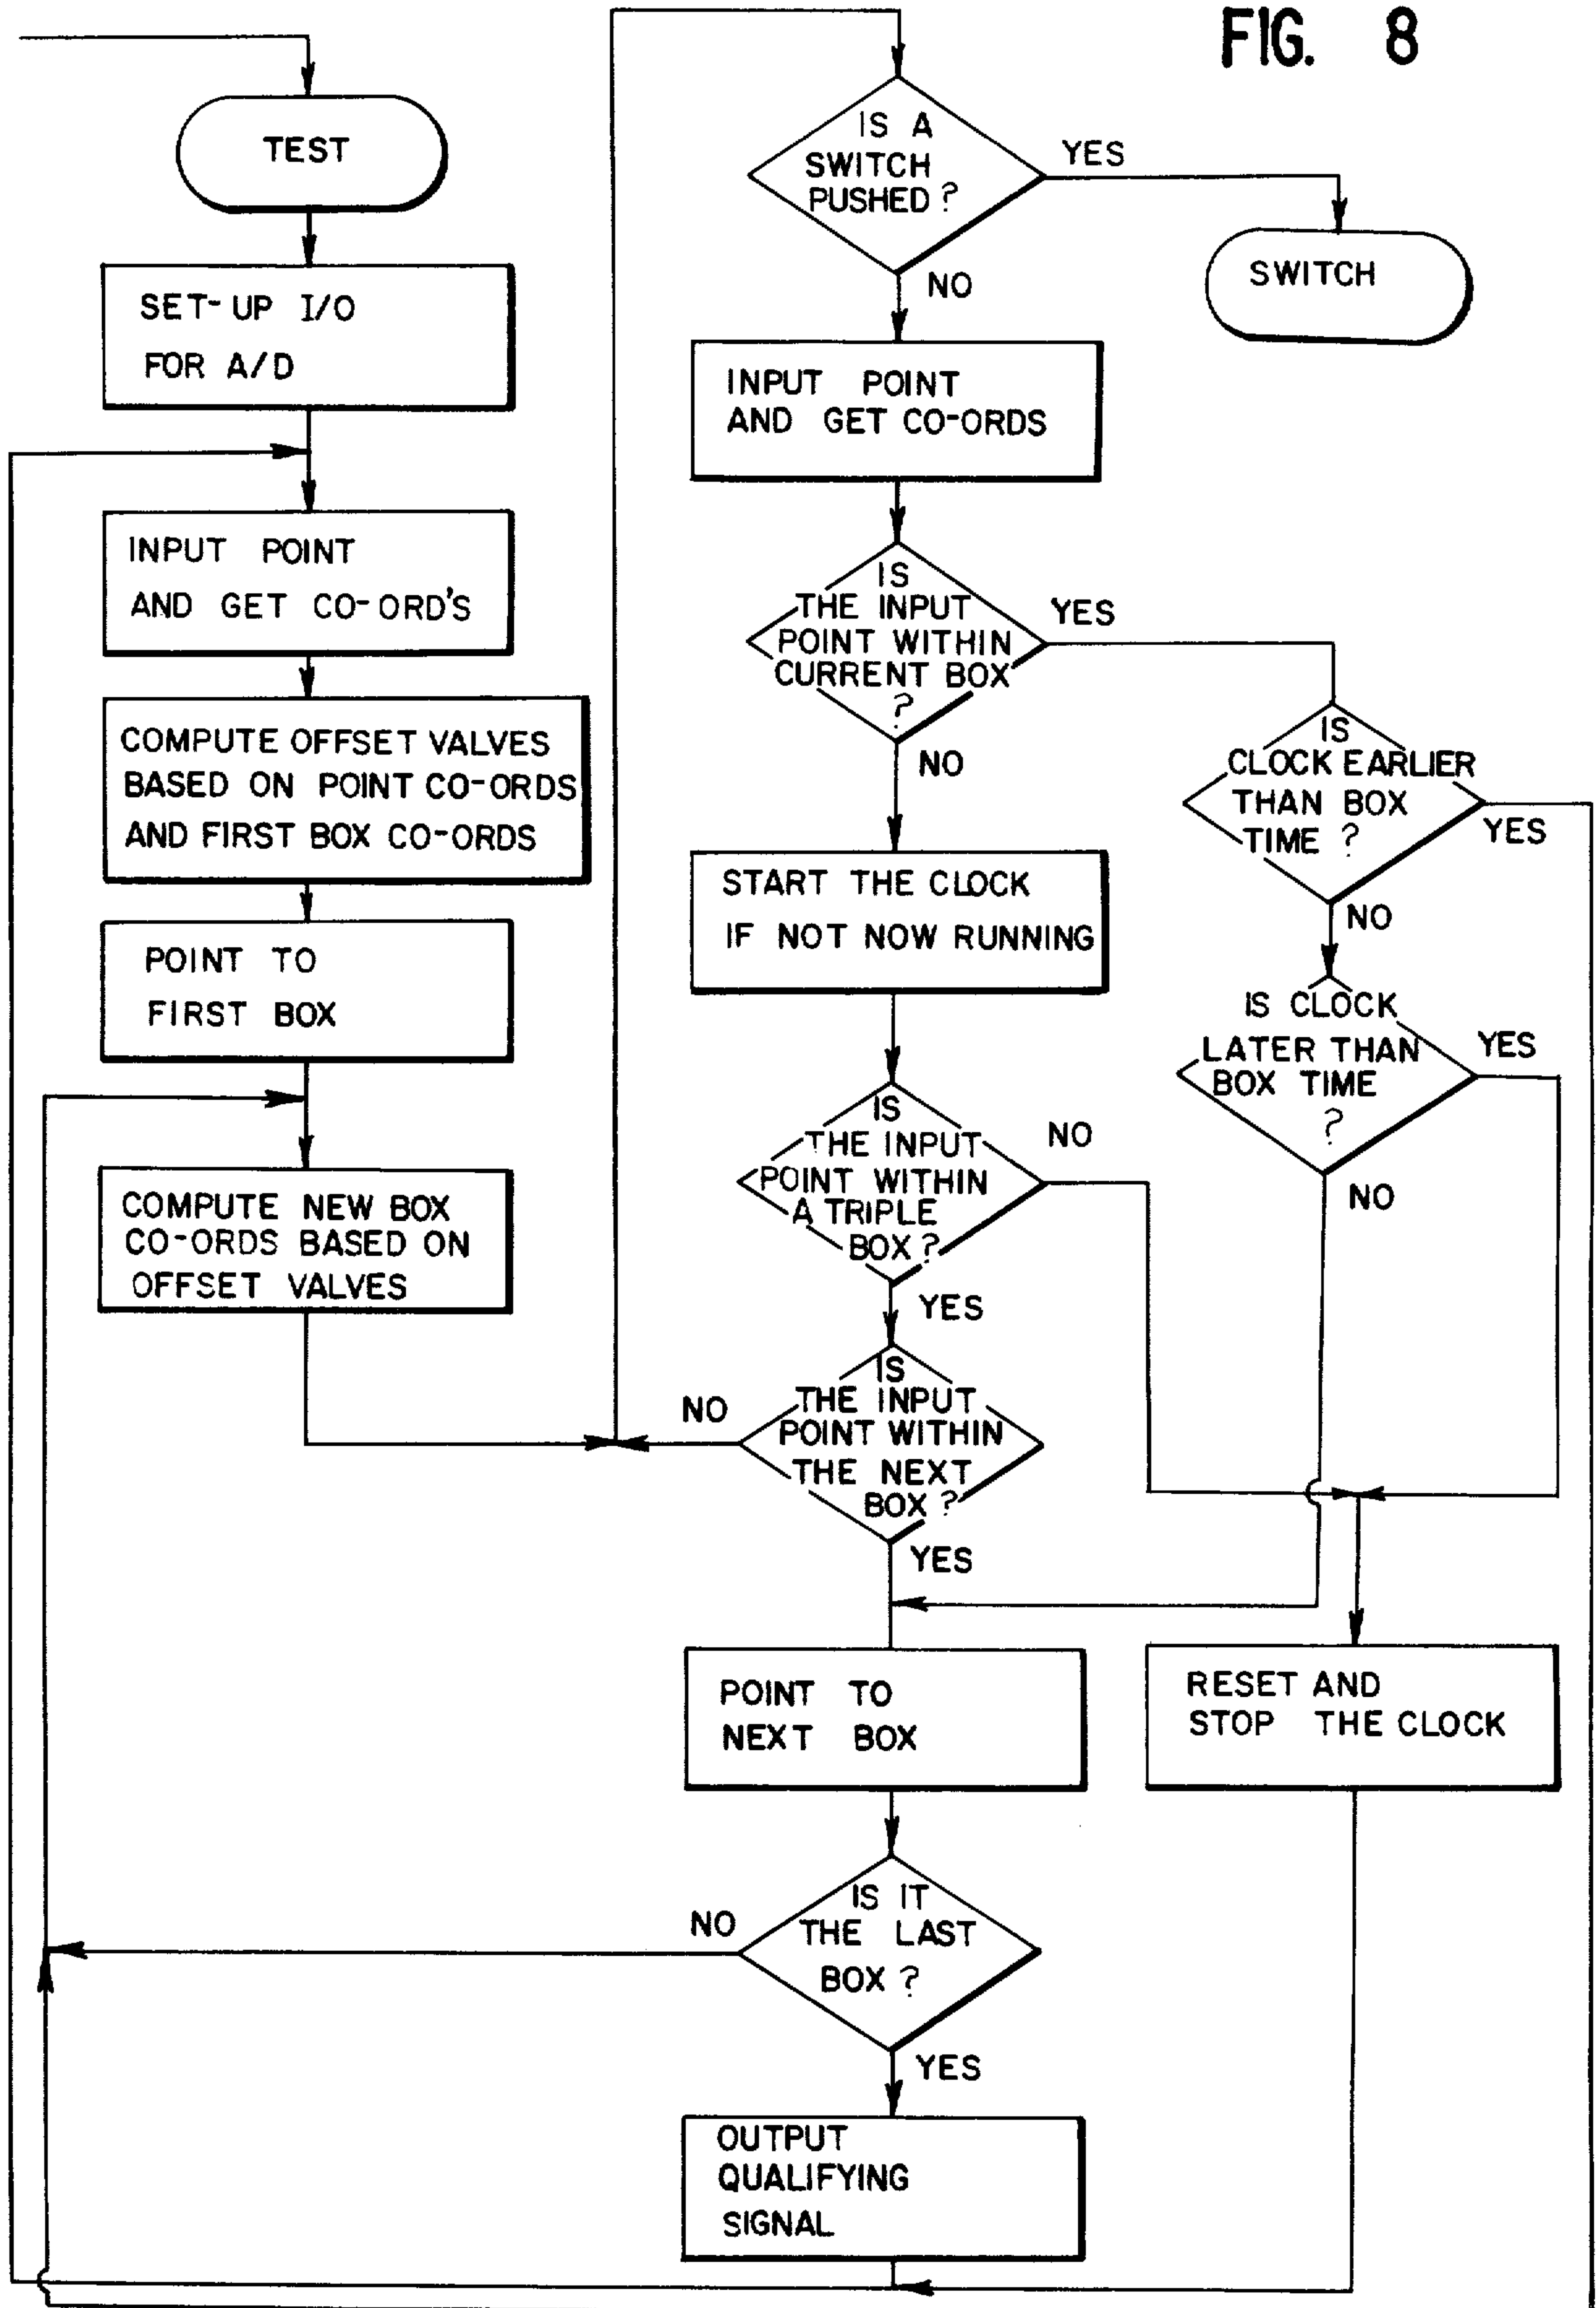 FIG. 8
TEST
SET-UP I/O
FOR A/D
INPUT POINT
AND GET CO-ORD'S
COMPUTE OFFSET VALVES
BASED ON POINT CO-ORDS
AND FIRST BOX CO-ORDS
POINT TO
FIRST BOX
COMPUTE NEW BOX
CO-ORDS BASED ON
OFFSET VALVES
IS A
SWITCH
PUSHED?
YES
SWITCH
NO
INPUT POINT
AND GET CO-ORDS
IS
THE INPUT
POINT WITHIN
CURRENT BOX
?
YES
NO
IS
CLOCK EARLIER
THAN BOX
TIME ?
YES
NO
START THE CLOCK
IF NOT NOW RUNNING
IS CLOCK
LATER THAN
BOX TIME
?
YES
NO
IS
THE INPUT
POINT WITHIN
A TRIPLE
BOX?
NO
YES
IS
THE INPUT
POINT WITHIN
THE NEXT
BOX ?
NO
YES
POINT TO
NEXT BOX
RESET AND
STOP THE CLOCK
IS IT
THE LAST
BOX ?
NO
YES
OUTPUT
QUALIFYING
SIGNAL